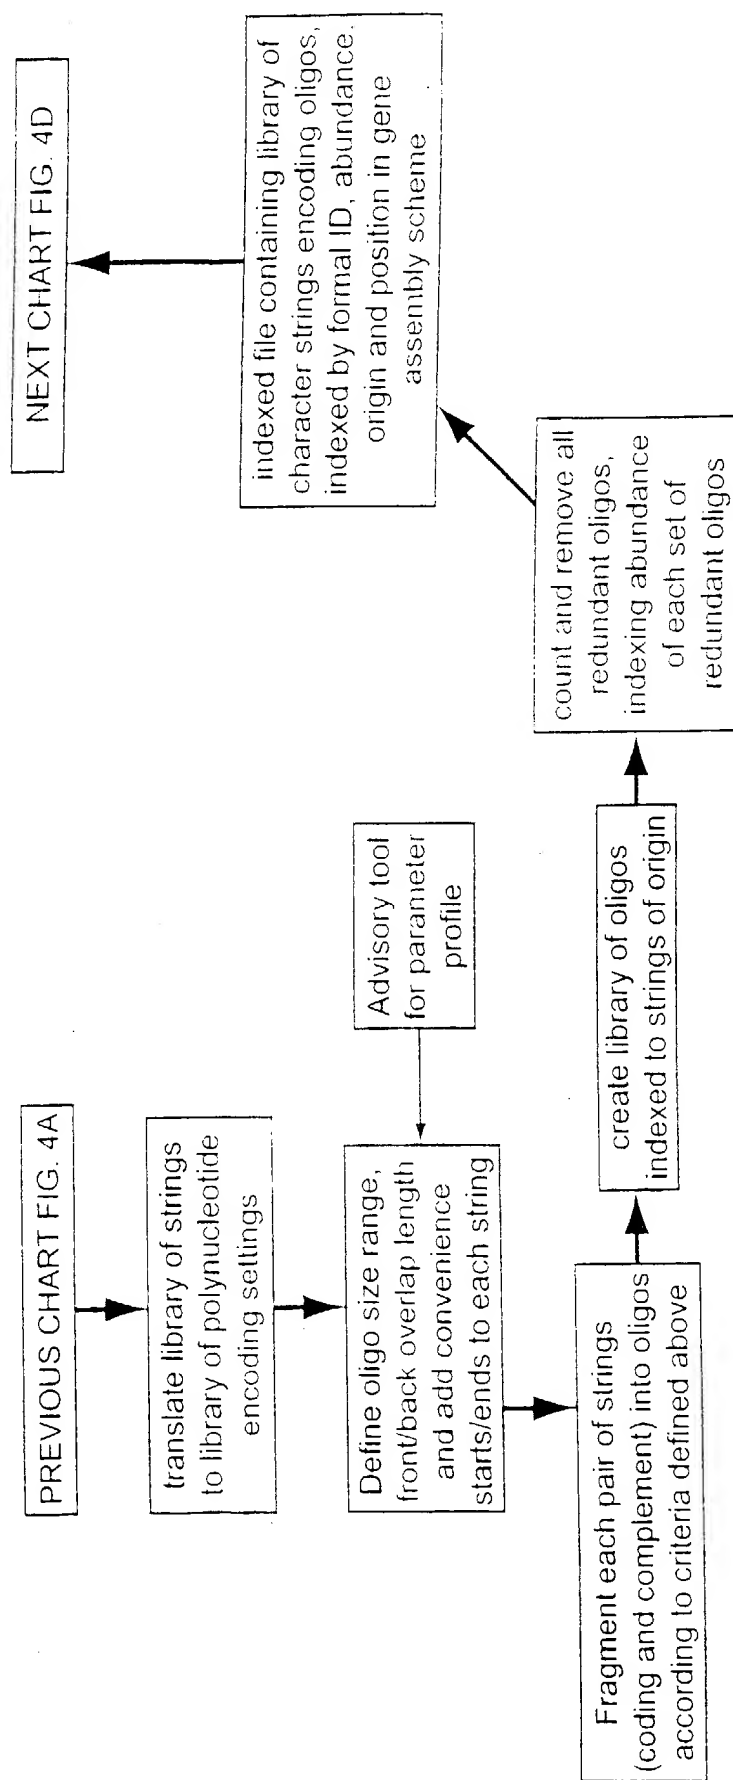 PREVIOUS CHART FIG. 4A
translate library of strings
to library of polynucleotide
encoding settings
Define oligo size range,
front/back overlap length
and add convenience
starts/ends to each string
Advisory tool
for parameter
profile
Fragment each pair of strings
(coding and complement) into oligos
according to criteria defined above
create library of oligos
indexed to strings of origin
count and remove all
redundant oligos,
indexing abundance
of each set of
redundant oligos
indexed file containing library of
character strings encoding oligos,
indexed by formal ID, abundance.
origin and position in gene
assembly scheme
NEXT CHART FIG. 4D